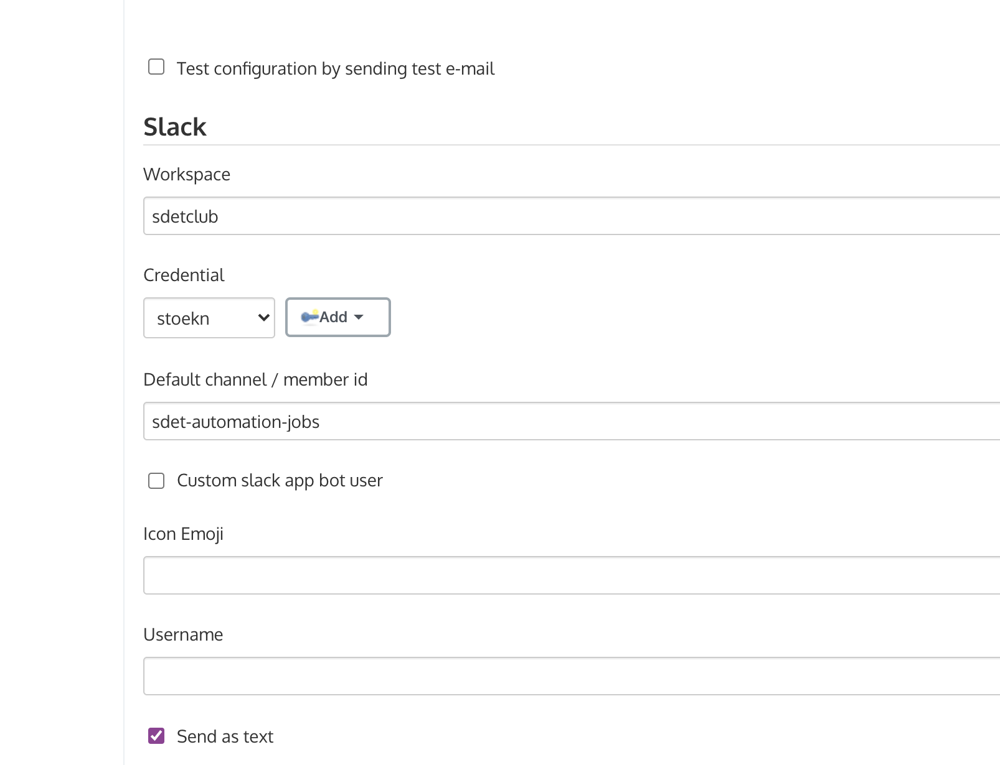 Test configuration by sending test e-mail
Slack
Workspace
sdetclub
Credential
stoekn
Add
Default channel / member id
sdet-automation-jobs
Custom slack app bot user
Icon Emoji
Username
Send as text